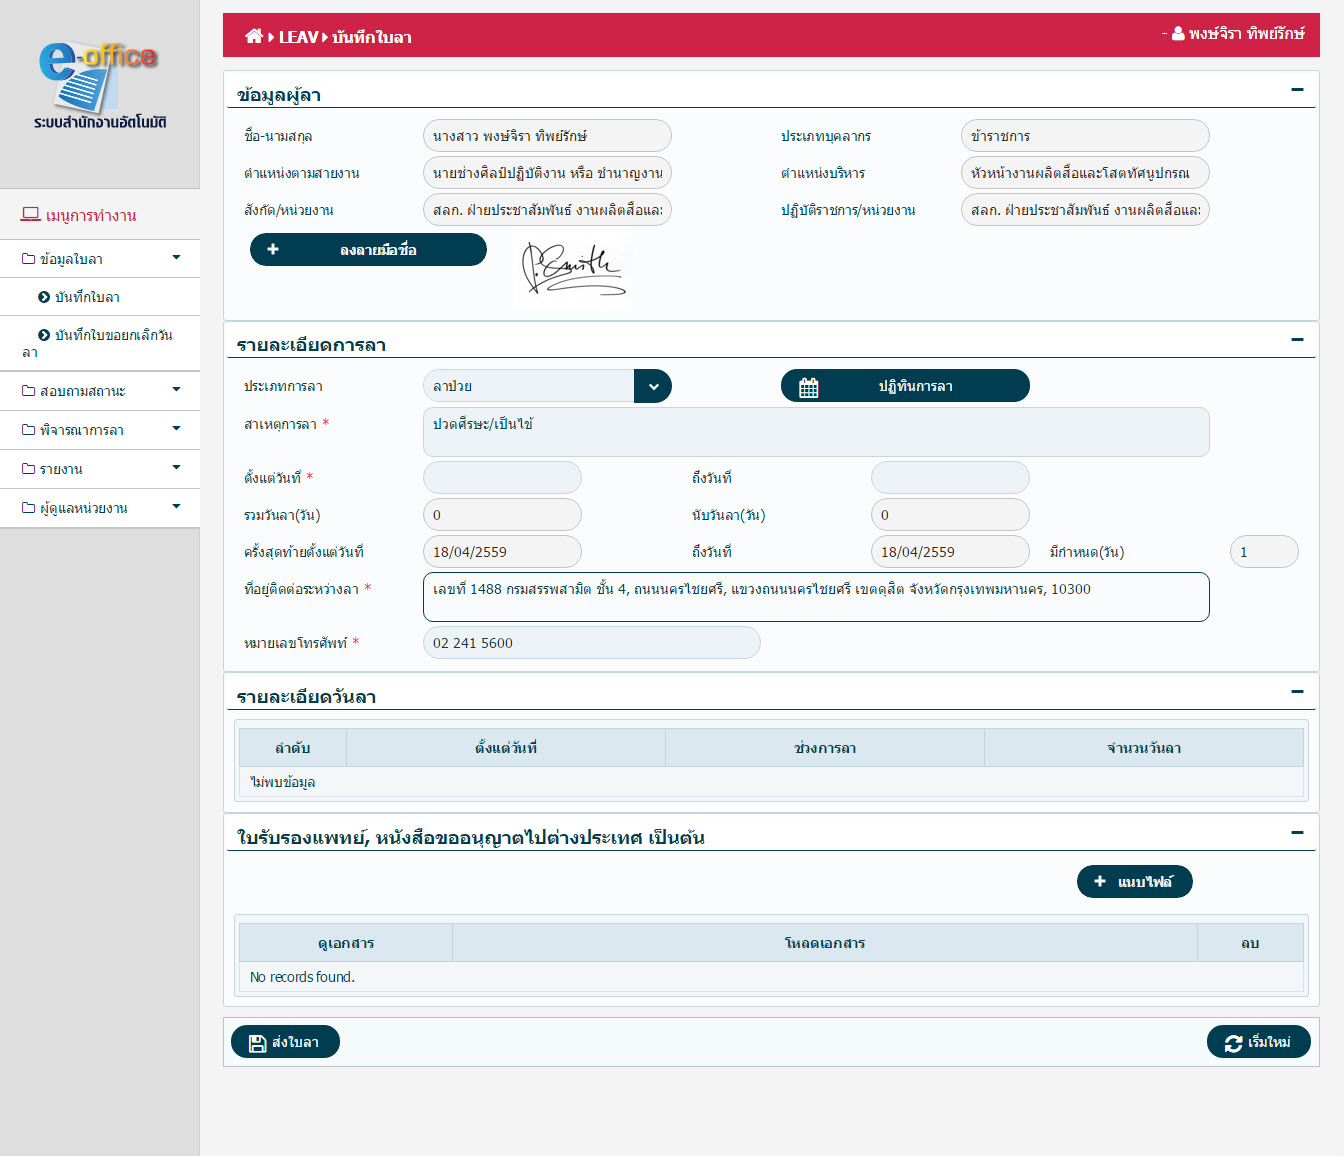 e-office
ระบบสำนักงานอัตโนมัติ
เมนูการทำงาน
ข้อมูลใบลา
บันทึกใบลา
บันทึกใบขอยกเลิกวัน
ลา
สอบถามสถานะ
พิจารณาการลา
รายงาน
ผู้ดูแลหน่วยงาน
LEAV บันทึกใบลา
- พงษ์จิรา ทิพย์รักษ์
ข้อมูลผู้ลา
ชื่อ-นามสกุล นางสาว พงษ์จิรา ทิพย์รักษ์ ประเภทบุคลากร ข้าราชการ
ตำแหน่งตามสายงาน นายช่างศิลป์ปฏิบัติงาน หรือ ชำนาญงาน ตำแหน่งบริหาร หัวหน้างานผลิตสื่อและโสตทัศนูปกรณ
สังกัด/หน่วยงาน สลก. ฝ่ายประชาสัมพันธ์ งานผลิตสื่อและ ปฏิบัติราชการ/หน่วยงาน สลก. ฝ่ายประชาสัมพันธ์ งานผลิตสื่อและ
ลงลายมือชื่อ P.Smith
รายละเอียดการลา
ประเภทการลา ลาป่วย ปฏิทินการลา
สาเหตุการลา * ปวดศีรษะ/เป็นไข้
ตั้งแต่วันที่ * ถึงวันที่
รวมวันลา(วัน) 0 นับวันลา(วัน) 0
ครั้งสุดท้ายตั้งแต่วันที่ 18/04/2559 ถึงวันที่ 18/04/2559 มีกำหนด(วัน) 1
ที่อยู่ติดต่อระหว่างลา * เลขที่ 1488 กรมสรรพสามิต ชั้น 4, ถนนนครไชยศรี, แขวงถนนนครไชยศรี เขตดุสิต จังหวัดกรุงเทพมหานคร, 10300
หมายเลขโทรศัพท์ * 02 241 5600
รายละเอียดวันลา
ลำดับ ตั้งแต่วันที่ ช่วงการลา จำนวนวันลา
ไม่พบข้อมูล
ใบรับรองแพทย์, หนังสือขออนุญาตไปต่างประเทศ เป็นต้น
แนบไฟล์
ดูเอกสาร โหลดเอกสาร ลบ
No records found.
ส่งใบลา เริ่มใหม่